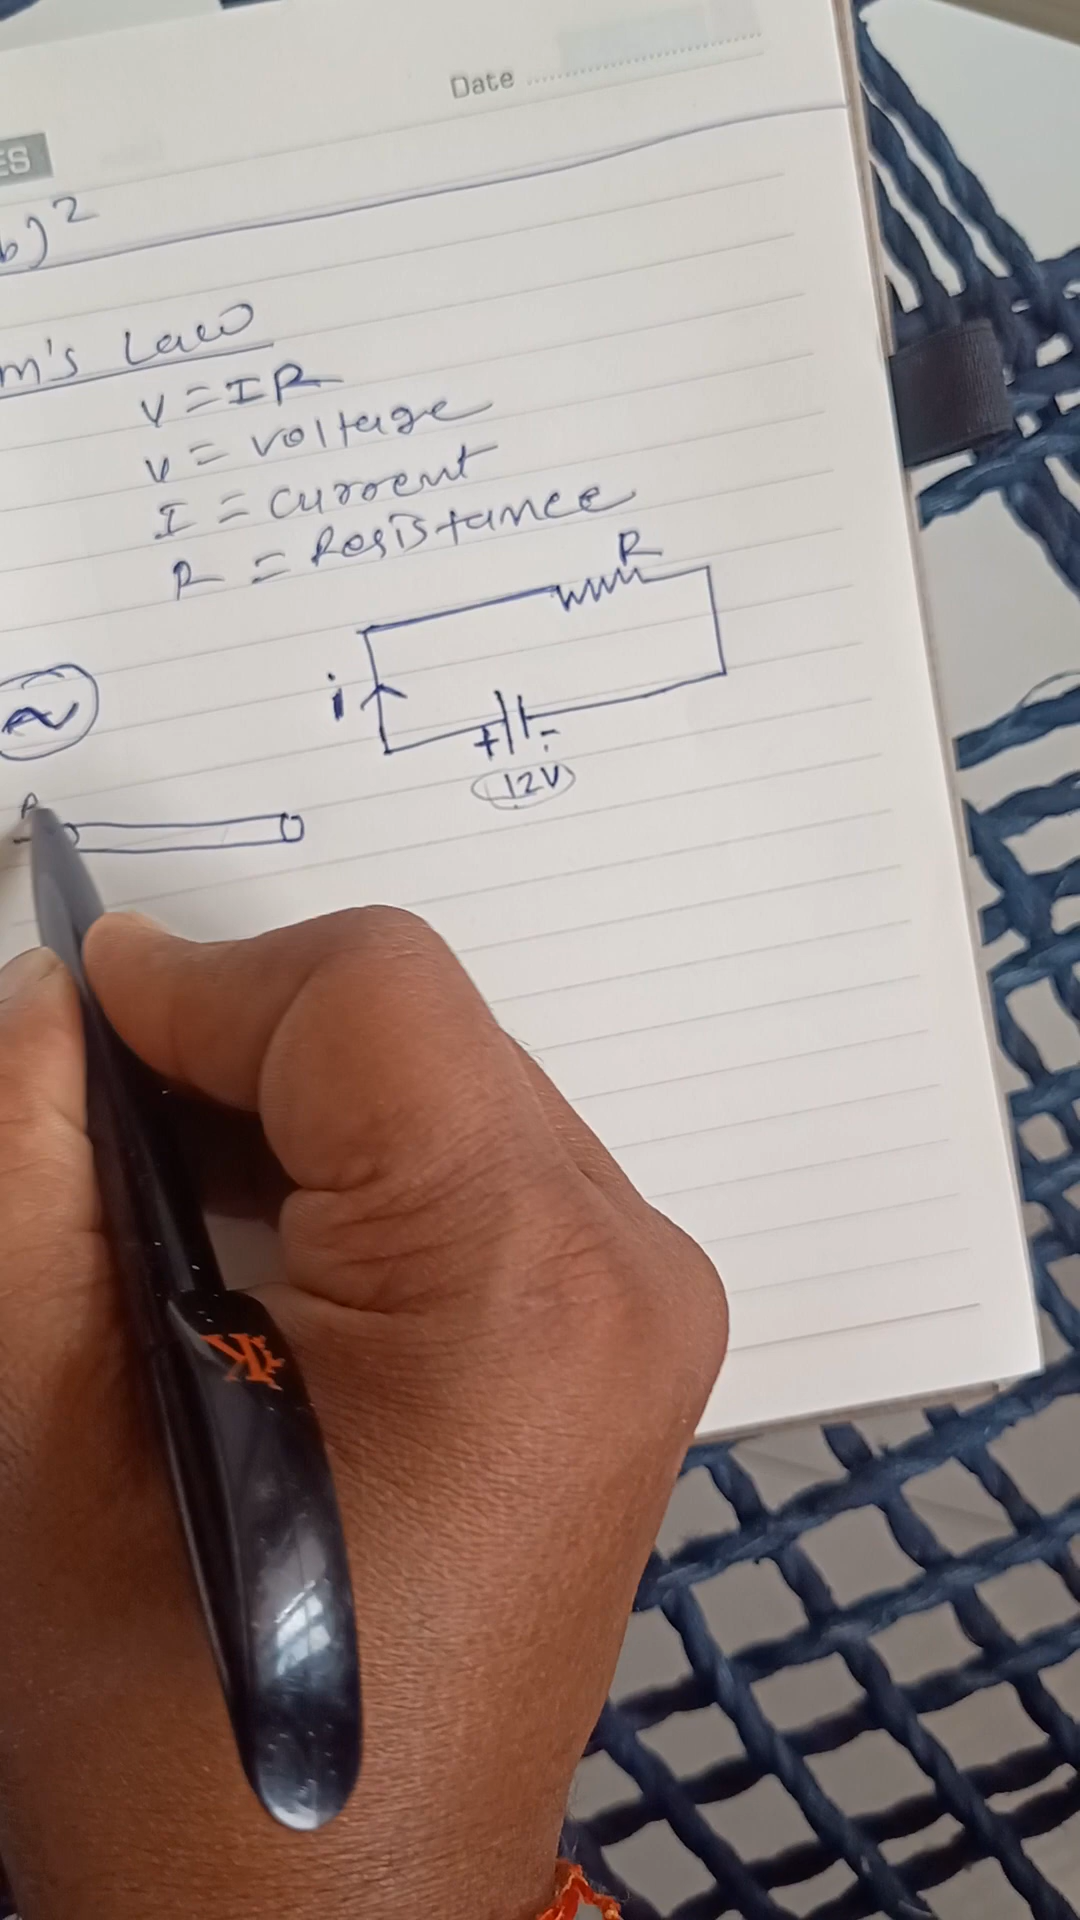 Date
ES
b)²
m's Law
V = IR
V = voltage
I = current
R = Resistance
R
i
+ -
12V
A
K